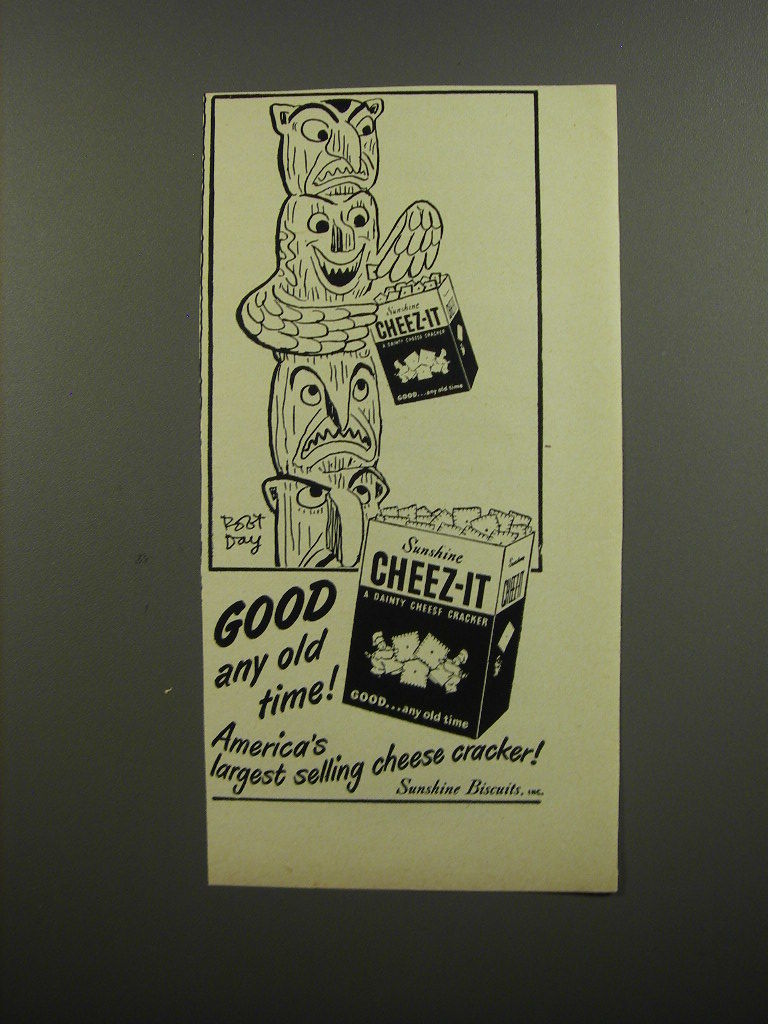 Sunshine
CHEEZ-IT
A DAINTY CHEESE CRACKER
GOOD...any old time
Robt
Day
Sunshine
CHEEZ-IT
A DAINTY CHEESE CRACKER
GOOD...any old time
Sunshine
CHEEZ-IT
GOOD
any old
time!
America's
largest selling cheese cracker!
Sunshine Biscuits, INC.